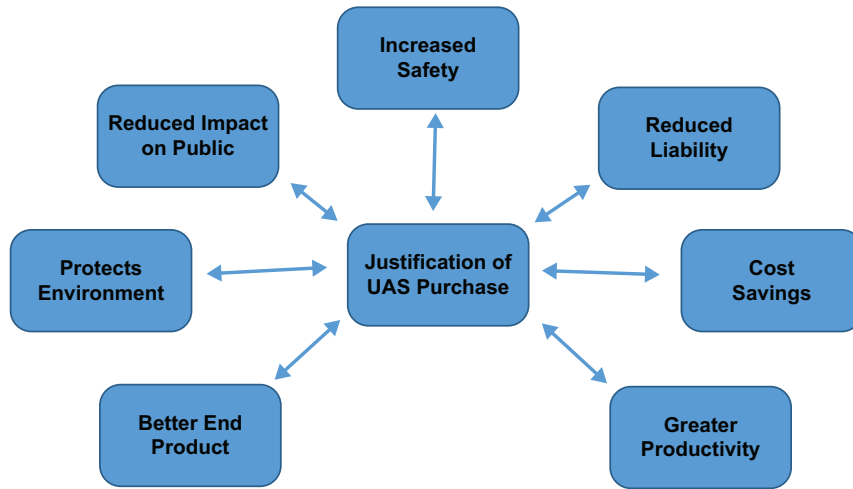 Increased
Safety
Reduced Impact
on Public
Reduced
Liability
Justification of
UAS Purchase
Protects
Environment
Cost
Savings
Better End
Product
Greater
Productivity